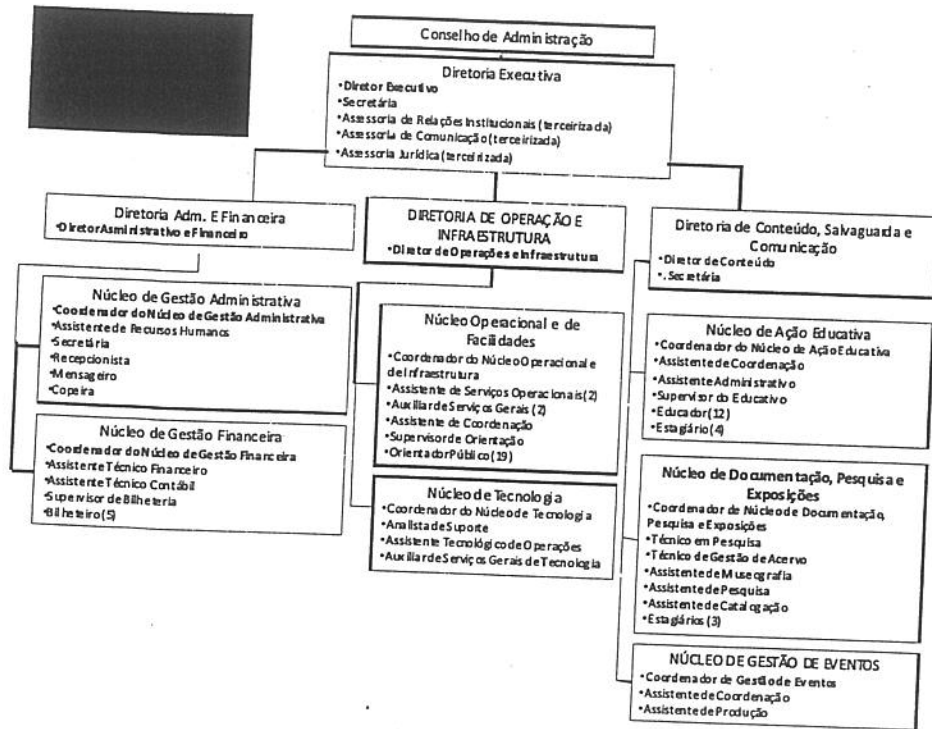 Conselho de Administração
Diretoria Executiva
•Diretor Executivo
•Secretária
•Assessoria de Relações Institucionais (terceirizada)
•Assessoria de Comunicação (terceirizada)
•Assessoria Jurídica (terceirizada)
Diretoria Adm. E Financeira
•Diretor Asministrativo e Financeiro
Núcleo de Gestão Administrativa
•Coordenador do Núcleo de Gestão Administrativa
•Assistente de Recursos Humanos
•Secretária
•Recepcionista
•Mensageiro
•Copeira
Núcleo de Gestão Financeira
•Coordenador do Núcleo de Gestão Financeira
•Assistente Técnico Financeiro
•Assistente Técnico Contábil
•Supervisor de Bilheteria
•Bilheteiro (5)
DIRETORIA DE OPERAÇÃO E
INFRAESTRUTURA
•Diretor de Operações e Infraestrutura
Núcleo Operacional e de
Facilidades
•Coordenador do Núcleo Operacional e
de Infraestrutura
•Assistente de Serviços Operacionais (2)
•Auxiliar de Serviços Gerais (2)
•Assistente de Coordenação
•Supervisor de Orientação
•Orientador Público (19)
Núcleo de Tecnologia
•Coordenador do Núcleo de Tecnologia
•Analista de Suporte
•Assistente Tecnológico de Operações
•Auxiliar de Serviços Gerais de Tecnologia
Diretoria de Conteúdo, Salvaguarda e
Comunicação
•Diretor de Conteúdo
•.Secretária
Núcleo de Ação Educativa
•Coordenador do Núcleo de Ação Educativa
•Assistente de Coordenação
•Assistente Administrativo
•Supervisor do Educativo
•Educador (12)
•Estagiário (4)
Núcleo de Documentação, Pesquisa e
Exposições
•Coordenador de Núcleo de Documentação,
Pesquisa e Exposições
•Técnico em Pesquisa
•Técnico de Gestão de Acervo
•Assistente de Museografia
•Assistente de Pesquisa
•Assistente de Catalogação
•Estagiários (3)
NÚCLEO DE GESTÃO DE EVENTOS
•Coordenador de Gestão de Eventos
•Assistente de Coordenação
•Assistente de Produção